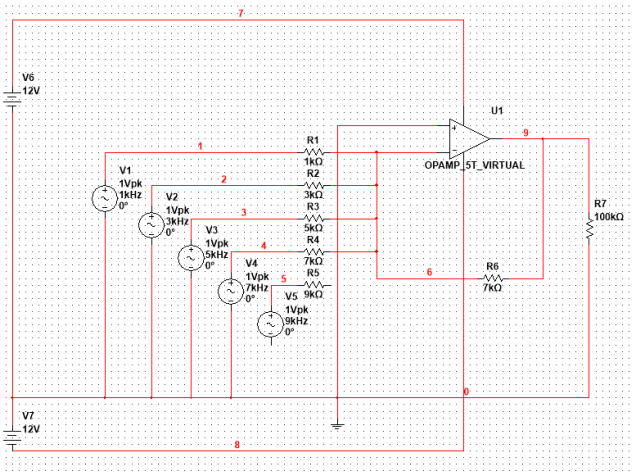 7
V6
12V
U1
9
OPAMP_5T_VIRTUAL
1
R1
1kΩ
V1
1Vpk
1kHz
0°
2
R2
3kΩ
V2
1Vpk
3kHz
0°
3
R3
5kΩ
V3
1Vpk
5kHz
0°
4
R4
7kΩ
V4
1Vpk
7kHz
0°
5
R5
9kΩ
V5
1Vpk
9kHz
0°
6
R6
7kΩ
R7
100kΩ
0
V7
12V
8